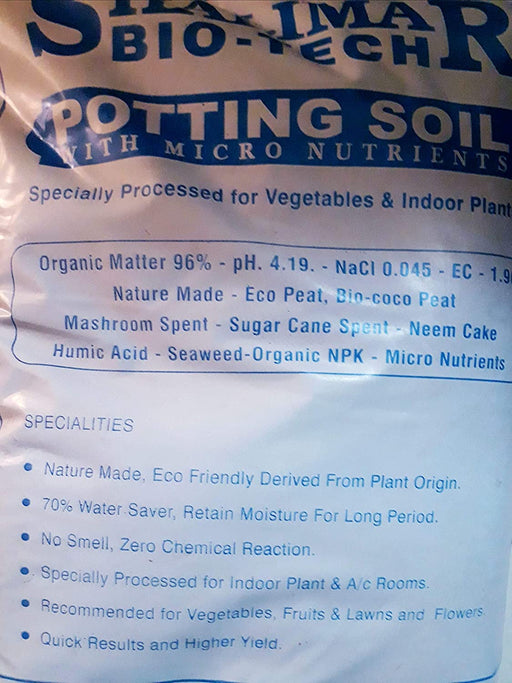 SHALIMAR
BIO-TECH
POTTING SOIL
WITH MICRO NUTRIENTS
Specially Processed for Vegetables & Indoor Plant
Organic Matter 96% - pH. 4.19. - NaCl 0.045 - EC - 1.9
Nature Made - Eco Peat, Bio-coco Peat
Mashroom Spent - Sugar Cane Spent - Neem Cake
Humic Acid - Seaweed-Organic NPK - Micro Nutrients
SPECIALITIES
• Nature Made, Eco Friendly Derived From Plant Origin.
• 70% Water Saver, Retain Moisture For Long Period.
• No Smell, Zero Chemical Reaction.
• Specially Processed for Indoor Plant & A/c Rooms.
• Recommended for Vegetables, Fruits & Lawns and Flowers
• Quick Results and Higher Yield.